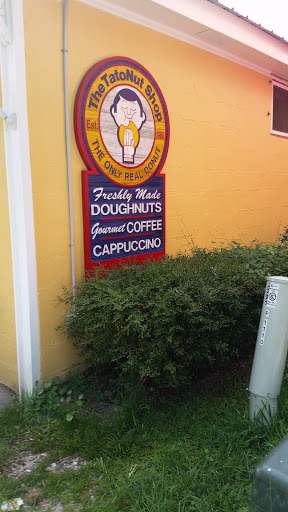 The TatoNut Shop
Est.
THE ONLY REAL DONUT
Freshly Made
DOUGHNUTS
Gourmet COFFEE
CAPPUCCINO